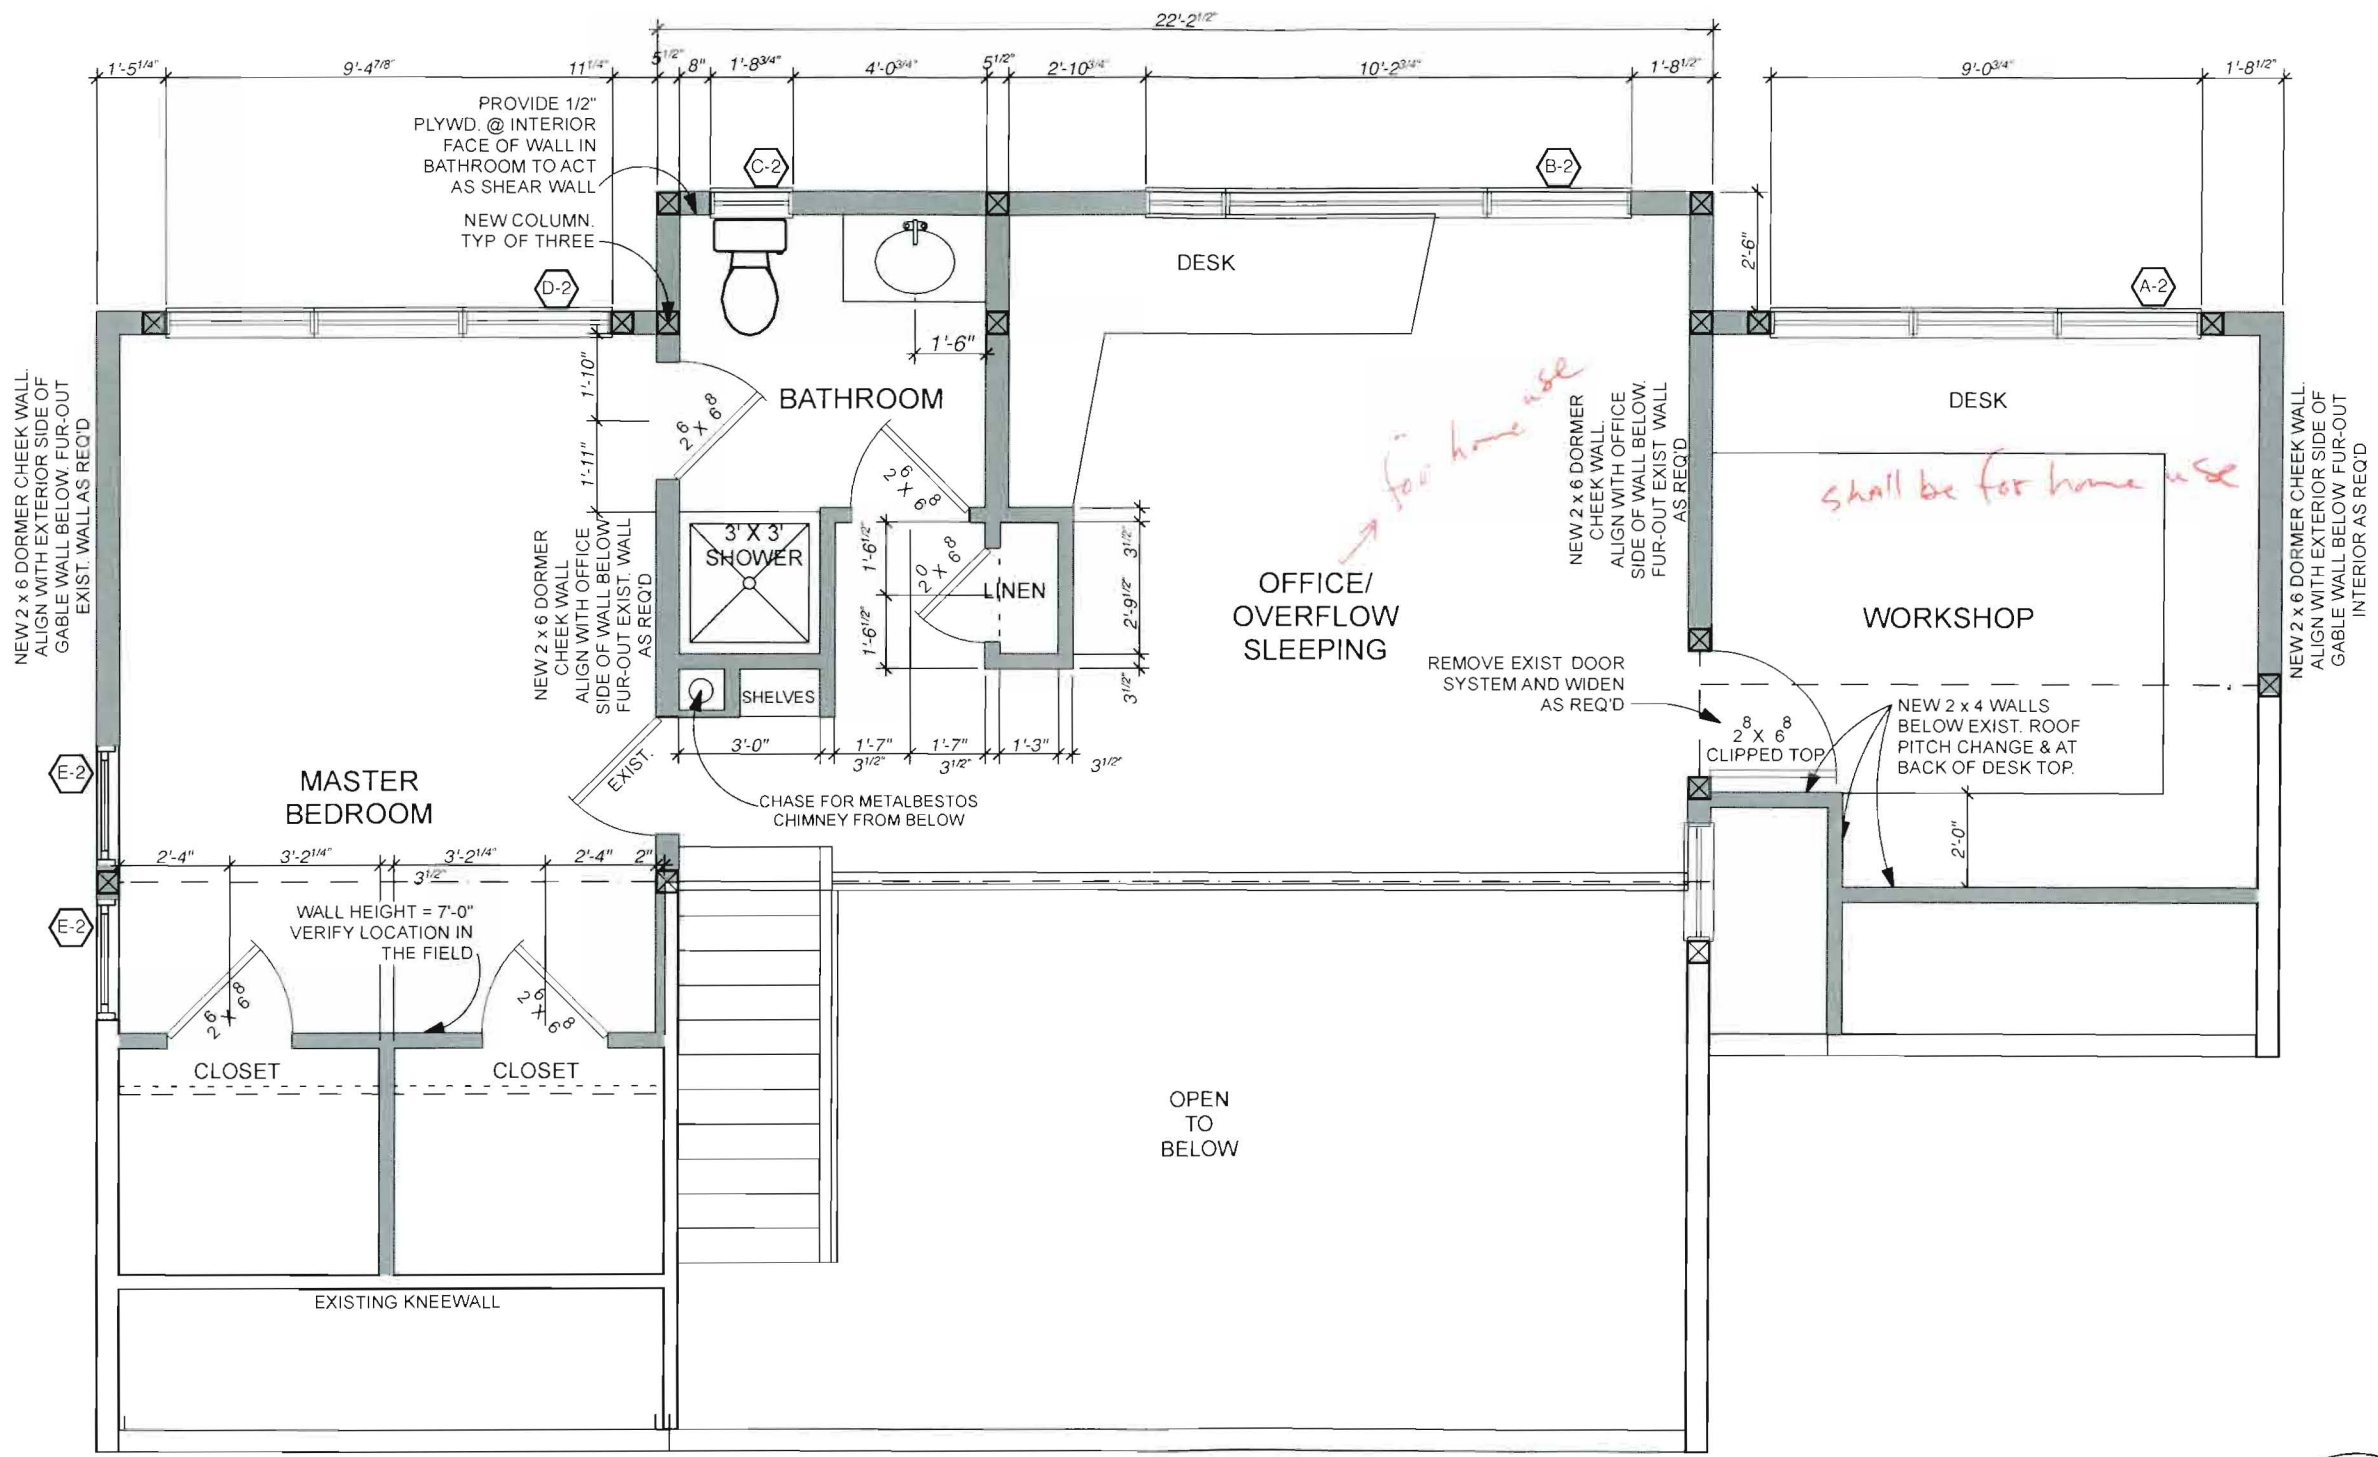 22'-2 1/2"
1'-5 1/4"
9'-4 7/8"
11 1/4"
5 1/2"
8"
1'-8 3/4"
4'-0 3/4"
5 1/2"
2'-10 3/4"
10'-2 3/4"
1'-8 1/2"
9'-0 3/4"
1'-8 1/2"
PROVIDE 1/2"
PLYWD. @ INTERIOR
FACE OF WALL IN
BATHROOM TO ACT
AS SHEAR WALL
NEW COLUMN.
TYP OF THREE
C-2
B-2
D-2
A-2
2'-6"
DESK
1'-6"
1'-10"
1'-11"
BATHROOM
2 6 X 6 8
2 6 X 6 8
for home use
shall be for home use
DESK
NEW 2 x 6 DORMER CHEEK WALL.
ALIGN WITH EXTERIOR SIDE OF
GABLE WALL BELOW. FUR-OUT
EXIST. WALL AS REQ'D
NEW 2 x 6 DORMER
CHEEK WALL
ALIGN WITH OFFICE
SIDE OF WALL BELOW
FUR-OUT EXIST. WALL
AS REQ'D
NEW 2 x 6 DORMER
CHEEK WALL.
ALIGN WITH OFFICE
SIDE OF WALL BELOW.
FUR-OUT EXIST WALL
AS REQ'D
NEW 2 x 6 DORMER CHEEK WALL.
ALIGN WITH EXTERIOR SIDE OF
GABLE WALL BELOW FUR-OUT
INTERIOR AS REQ'D
3' X 3'
SHOWER
1'-6 1/2"
1'-6 1/2"
2 0 X 6 8
LINEN
3 1/2"
2'-9 1/2"
3 1/2"
OFFICE/
OVERFLOW
SLEEPING
WORKSHOP
REMOVE EXIST DOOR
SYSTEM AND WIDEN
AS REQ'D
2 8 X 6 8
CLIPPED TOP
NEW 2 x 4 WALLS
BELOW EXIST. ROOF
PITCH CHANGE & AT
BACK OF DESK TOP.
SHELVES
3'-0"
1'-7"
1'-7"
1'-3"
3 1/2"
3 1/2"
3 1/2"
EXIST.
CHASE FOR METALBESTOS
CHIMNEY FROM BELOW
E-2
MASTER
BEDROOM
2'-4"
3'-2 1/4"
3'-2 1/4"
2'-4"
2"
3 1/2"
2'-0"
E-2
WALL HEIGHT = 7'-0"
VERIFY LOCATION IN
THE FIELD
2 6 X 6 8
2 6 X 6 8
CLOSET
CLOSET
OPEN
TO
BELOW
EXISTING KNEEWALL